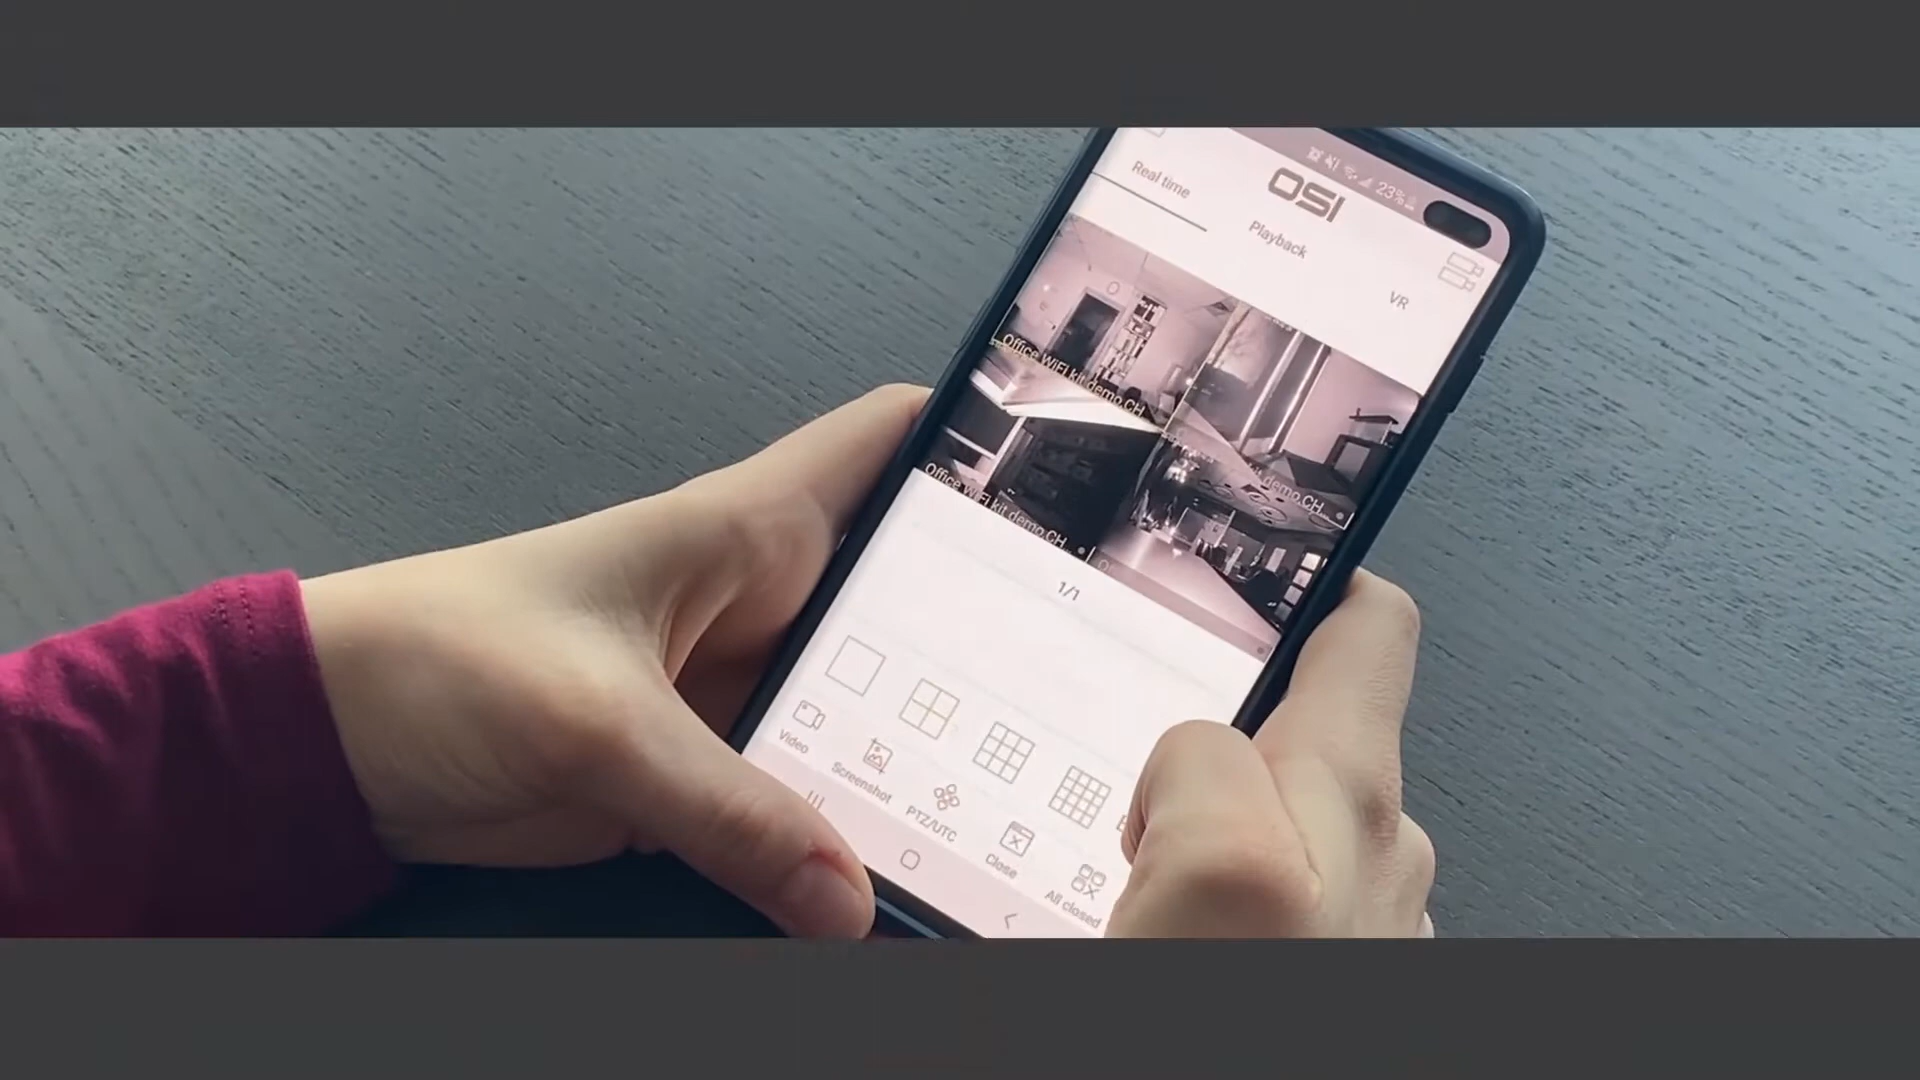 23%
OSI
Real time
Playback
VR
Office WiFi kit demo,CH
kit demo,CH...
Office WiFi kit demo,CH...
1/1
Video
Screenshot
PTZ/UTC
Close
All closed